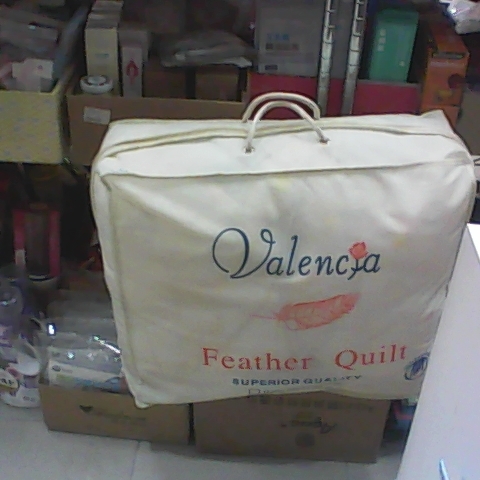 Valencia
Feather Quilt
SUPERIOR QUALITY